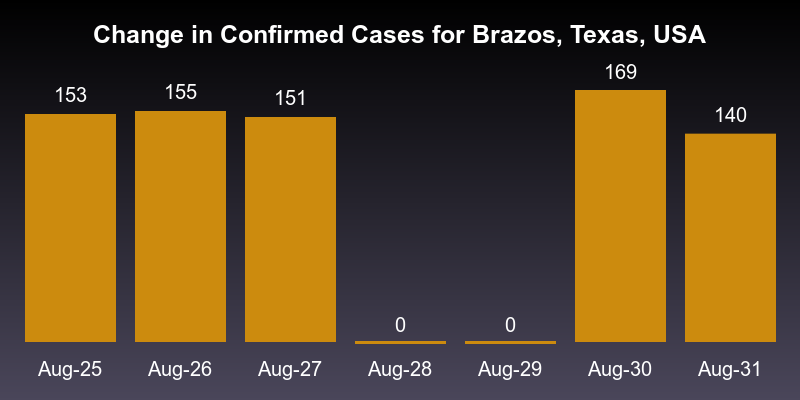 Change in Confirmed Cases for Brazos, Texas, USA
153 155 151 0 0 169 140
Aug-25 Aug-26 Aug-27 Aug-28 Aug-29 Aug-30 Aug-31